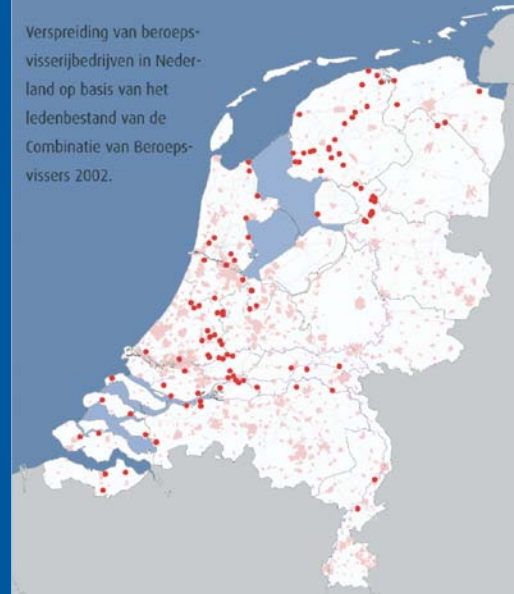 Verspreiding van beroeps-
visserijbedrijven in Neder-
land op basis van het
ledenbestand van de
Combinatie van Beroeps-
vissers 2002.